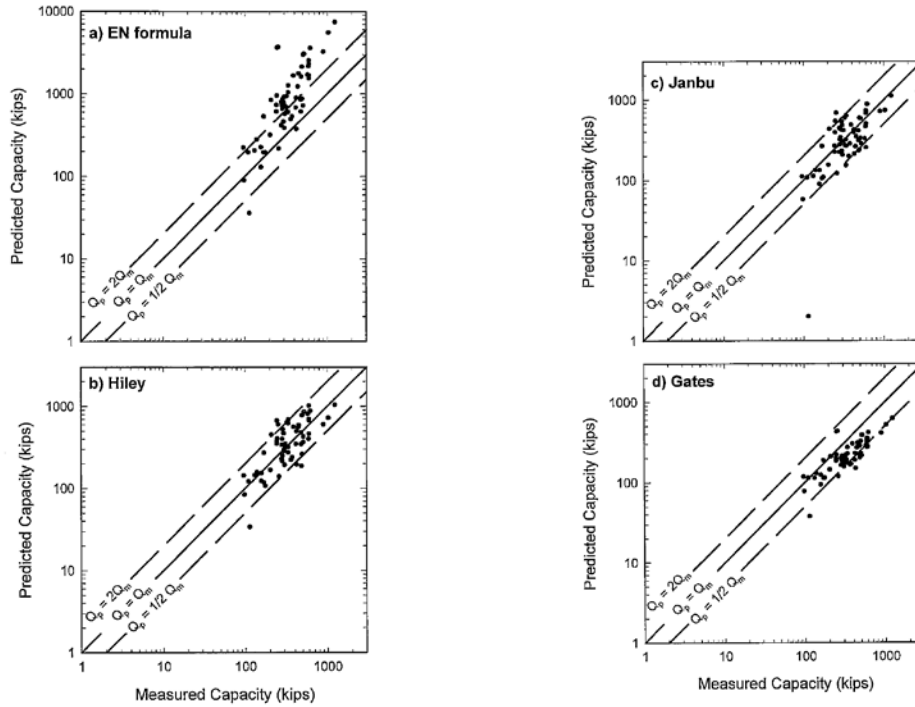 a) EN formula
Predicted Capacity (kips)
10000
1000
100
10
1
Qp = 2Qm
Qp = Qm
Qp = 1/2 Qm
b) Hiley
Predicted Capacity (kips)
1000
100
10
1
Qp = 2Qm
Qp = Qm
Qp = 1/2 Qm
1 10 100 1000
Measured Capacity (kips)
c) Janbu
Predicted Capacity (kips)
1000
100
10
1
Qp = 2Qm
Qp = Qm
Qp = 1/2 Qm
d) Gates
Predicted Capacity (kips)
1000
100
10
1
Qp = 2Qm
Qp = Qm
Qp = 1/2 Qm
1 10 100 1000
Measured Capacity (kips)